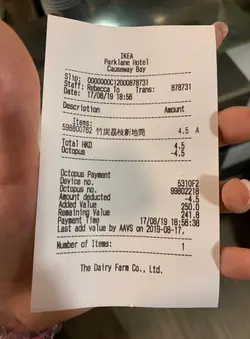 IKEA
Parklane Hotel
Causeway Bay
Slip: 0000000C12000878731
Staff: Rebecca To Trans: 878731
Date: 17/08/19 18:56
Description Amount
Items:
599800782 竹炭荔枝新地筒 4.5 A
Total HKD 4.5
Octopus -4.5
Octopus Payment
Device no. 5310F2
Octopus no. 99802218
Amount deducted -4.5
Added Value 250.0
Remaining Value 241.8
Payment Time 17/08/19 18:56:38
Last add value by AAVS on 2019-08-17.
Number of Items: 1
The Dairy Farm Co., Ltd.